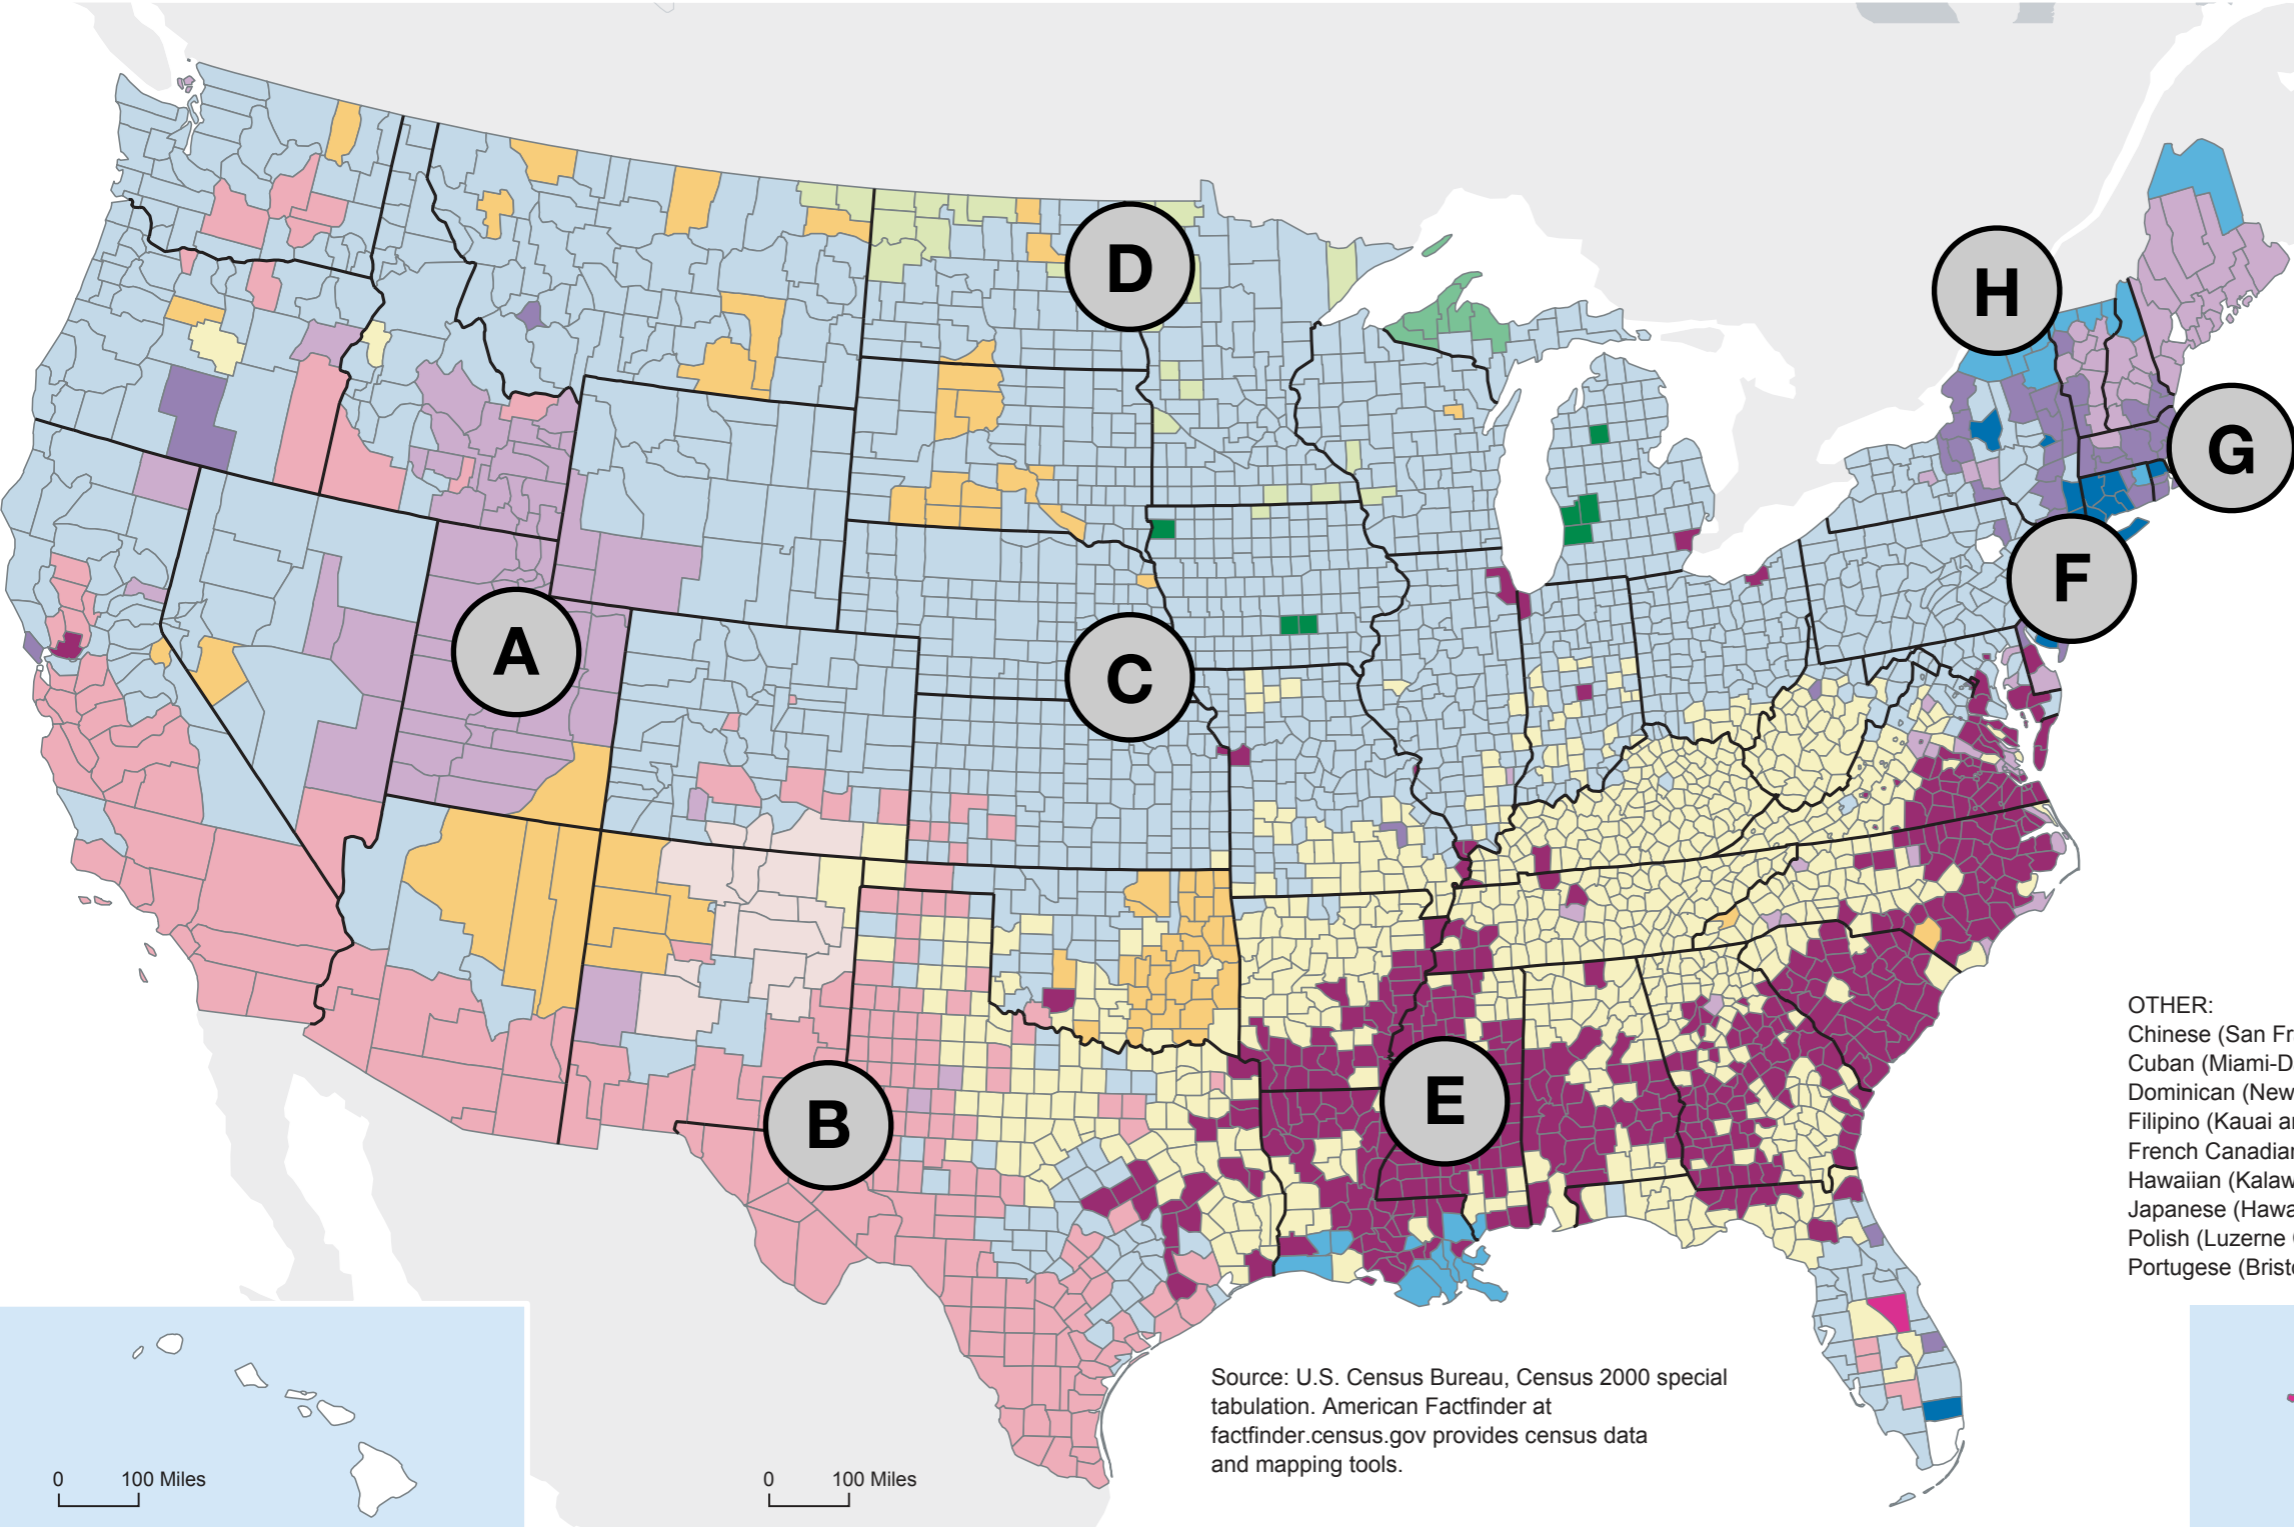 D
H
G
F
A
C
E
B
OTHER:
Chinese (San Fr
Cuban (Miami-D
Dominican (New
Filipino (Kauai a
French Canadia
Hawaiian (Kalaw
Japanese (Hawa
Polish (Luzerne
Portugese (Brist
Source: U.S. Census Bureau, Census 2000 special
tabulation. American Factfinder at
factfinder.census.gov provides census data
and mapping tools.
0 100 Miles
0 100 Miles